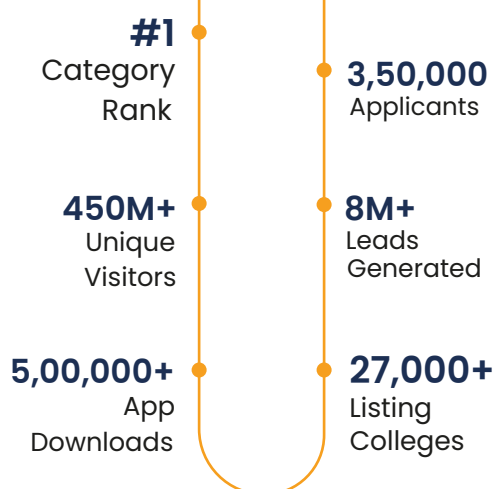 #1
Category
Rank
3,50,000
Applicants
450M+
Unique
Visitors
8M+
Leads
Generated
5,00,000+
App
Downloads
27,000+
Listing
Colleges